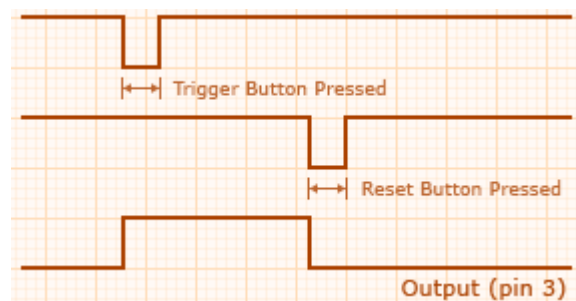 Trigger Button Pressed
Reset Button Pressed
Output (pin 3)